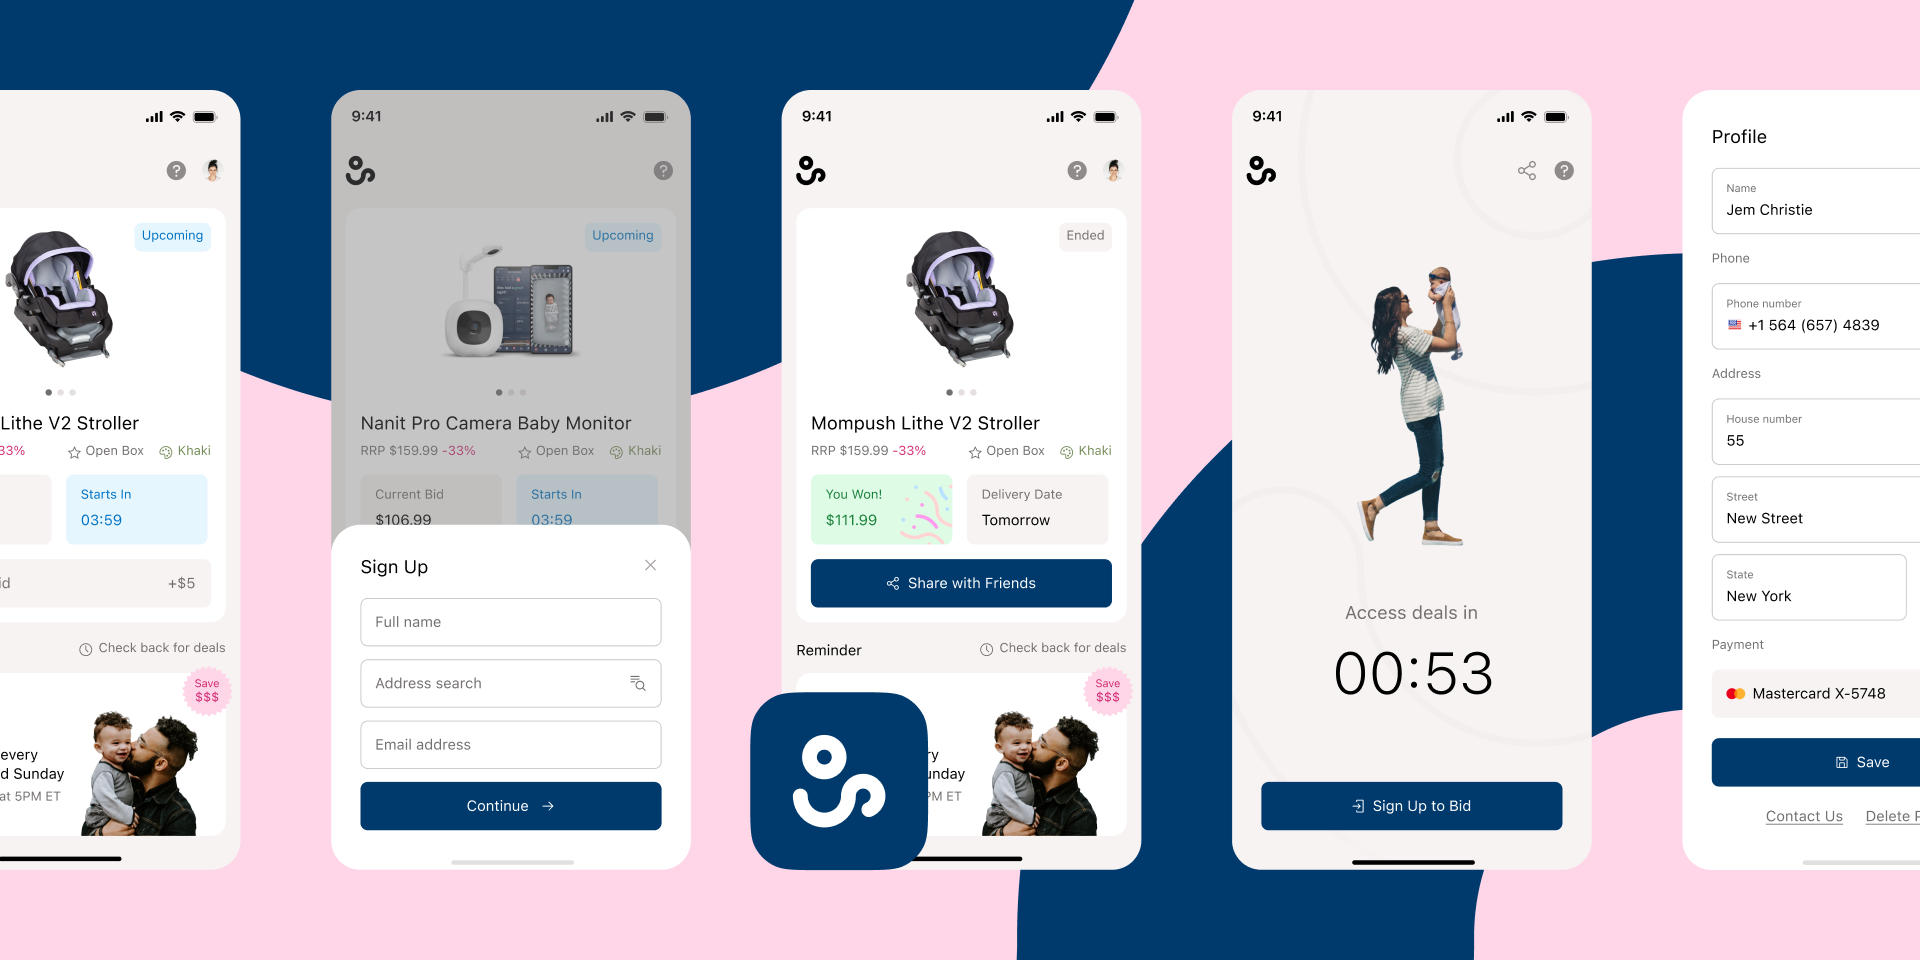 Upcoming
Lithe V2 Stroller
33%
Open Box
Khaki
Starts In
03:59
id
+$5
Check back for deals
Save
$$$
every
d Sunday
at 5PM ET
9:41
Upcoming
Nanit Pro Camera Baby Monitor
RRP $159.99 -33%
Open Box
Khaki
Current Bid
$106.99
Starts In
03:59
Sign Up
Full name
Address search
Email address
Continue
9:41
Ended
Mompush Lithe V2 Stroller
RRP $159.99 -33%
Open Box
Khaki
You Won!
$111.99
Delivery Date
Tomorrow
Share with Friends
Reminder
Check back for deals
Save
$$$
ry
unday
PM ET
9:41
Access deals in
00:53
Sign Up to Bid
Profile
Name
Jem Christie
Phone
Phone number
+1 564 (657) 4839
Address
House number
55
Street
New Street
State
New York
Payment
Mastercard X-5748
Save
Contact Us
Delete P